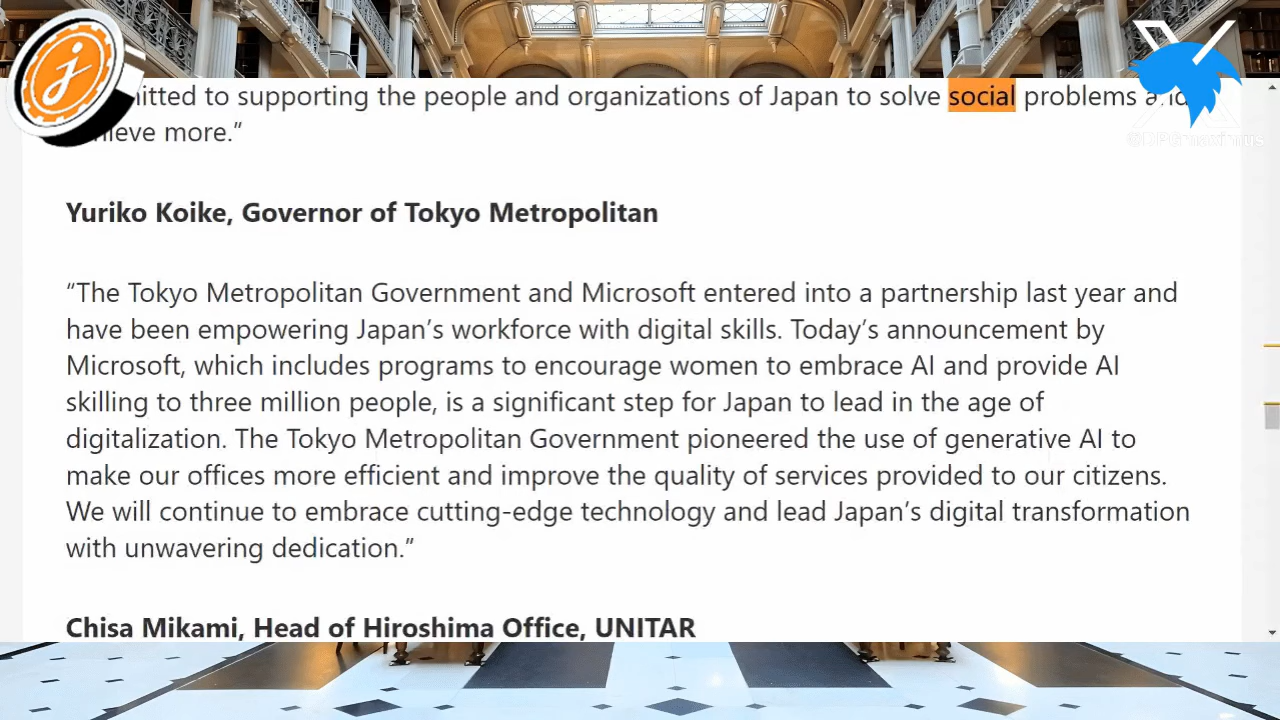 itted to supporting the people and organizations of Japan to solve social problems and
hieve more.”
Yuriko Koike, Governor of Tokyo Metropolitan
“The Tokyo Metropolitan Government and Microsoft entered into a partnership last year and
have been empowering Japan’s workforce with digital skills. Today’s announcement by
Microsoft, which includes programs to encourage women to embrace AI and provide AI
skilling to three million people, is a significant step for Japan to lead in the age of
digitalization. The Tokyo Metropolitan Government pioneered the use of generative AI to
make our offices more efficient and improve the quality of services provided to our citizens.
We will continue to embrace cutting-edge technology and lead Japan’s digital transformation
with unwavering dedication.”
Chisa Mikami, Head of Hiroshima Office, UNITAR
j
X
@DPGmaximus